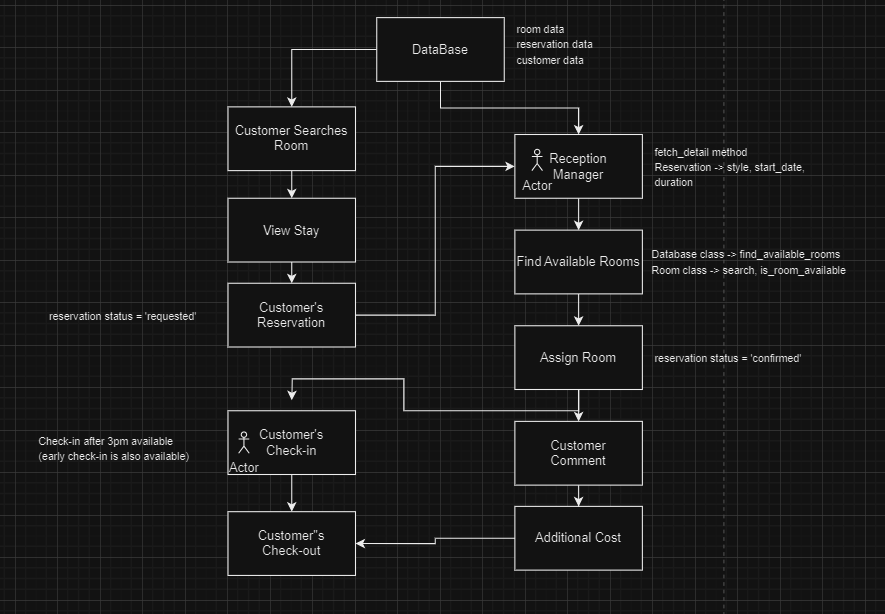 DataBase
room data
reservation data
customer data
Customer Searches
Room
Reception
Manager
Actor
fetch_detail method
Reservation -> style, start_date,
duration
View Stay
Find Available Rooms
Database class -> find_available_rooms
Room class -> search, is_room_available
Customer's
Reservation
reservation status = 'requested'
Assign Room
reservation status = 'confirmed'
Customer's
Check-in
Actor
Check-in after 3pm available
(early check-in is also available)
Customer
Comment
Customer"s
Check-out
Additional Cost